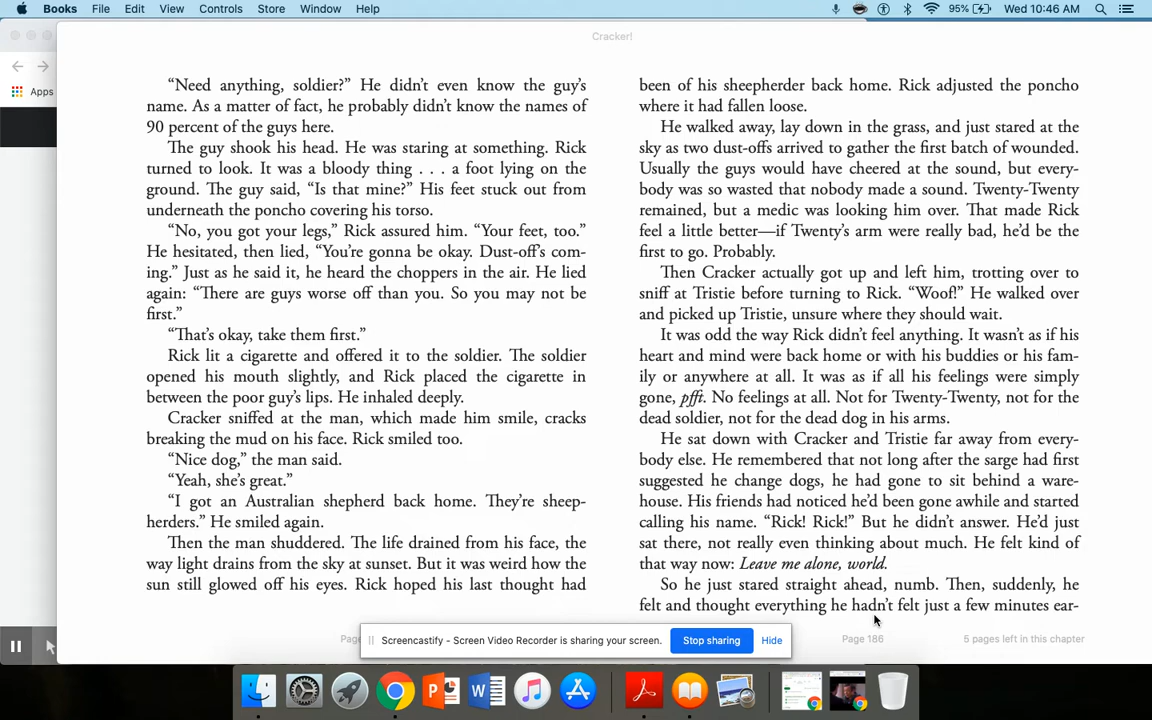 Books File Edit View Controls Store Window Help 95% Wed 10:46 AM
Cracker!
Apps
“Need anything, soldier?” He didn’t even know the guy’s
name. As a matter of fact, he probably didn’t know the names of
90 percent of the guys here.
The guy shook his head. He was staring at something. Rick
turned to look. It was a bloody thing . . . a foot lying on the
ground. The guy said, “Is that mine?” His feet stuck out from
underneath the poncho covering his torso.
“No, you got your legs,” Rick assured him. “Your feet, too.”
He hesitated, then lied, “You’re gonna be okay. Dust-off’s com-
ing.” Just as he said it, he heard the choppers in the air. He lied
again: “There are guys worse off than you. So you may not be
first.”
“That’s okay, take them first.”
Rick lit a cigarette and offered it to the soldier. The soldier
opened his mouth slightly, and Rick placed the cigarette in
between the poor guy’s lips. He inhaled deeply.
Cracker sniffed at the man, which made him smile, cracks
breaking the mud on his face. Rick smiled too.
“Nice dog,” the man said.
“Yeah, she’s great.”
“I got an Australian shepherd back home. They’re sheep-
herders.” He smiled again.
Then the man shuddered. The life drained from his face, the
way light drains from the sky at sunset. But it was weird how the
sun still glowed off his eyes. Rick hoped his last thought had
been of his sheepherder back home. Rick adjusted the poncho
where it had fallen loose.
He walked away, lay down in the grass, and just stared at the
sky as two dust-offs arrived to gather the first batch of wounded.
Usually the guys would have cheered at the sound, but every-
body was so wasted that nobody made a sound. Twenty-Twenty
remained, but a medic was looking him over. That made Rick
feel a little better—if Twenty’s arm were really bad, he’d be the
first to go. Probably.
Then Cracker actually got up and left him, trotting over to
sniff at Tristie before turning to Rick. “Woof!” He walked over
and picked up Tristie, unsure where they should wait.
It was odd the way Rick didn’t feel anything. It wasn’t as if his
heart and mind were back home or with his buddies or his fam-
ily or anywhere at all. It was as if all his feelings were simply
gone, pfft. No feelings at all. Not for Twenty-Twenty, not for the
dead soldier, not for the dead dog in his arms.
He sat down with Cracker and Tristie far away from every-
body else. He remembered that not long after the sarge had first
suggested he change dogs, he had gone to sit behind a ware-
house. His friends had noticed he’d been gone awhile and started
calling his name. “Rick! Rick!” But he didn’t answer. He’d just
sat there, not really even thinking about much. He felt kind of
that way now: Leave me alone, world.
So he just stared straight ahead, numb. Then, suddenly, he
felt and thought everything he hadn’t felt just a few minutes ear-
Page 186 5 pages left in this chapter
Screencastify - Screen Video Recorder is sharing your screen. Stop sharing Hide